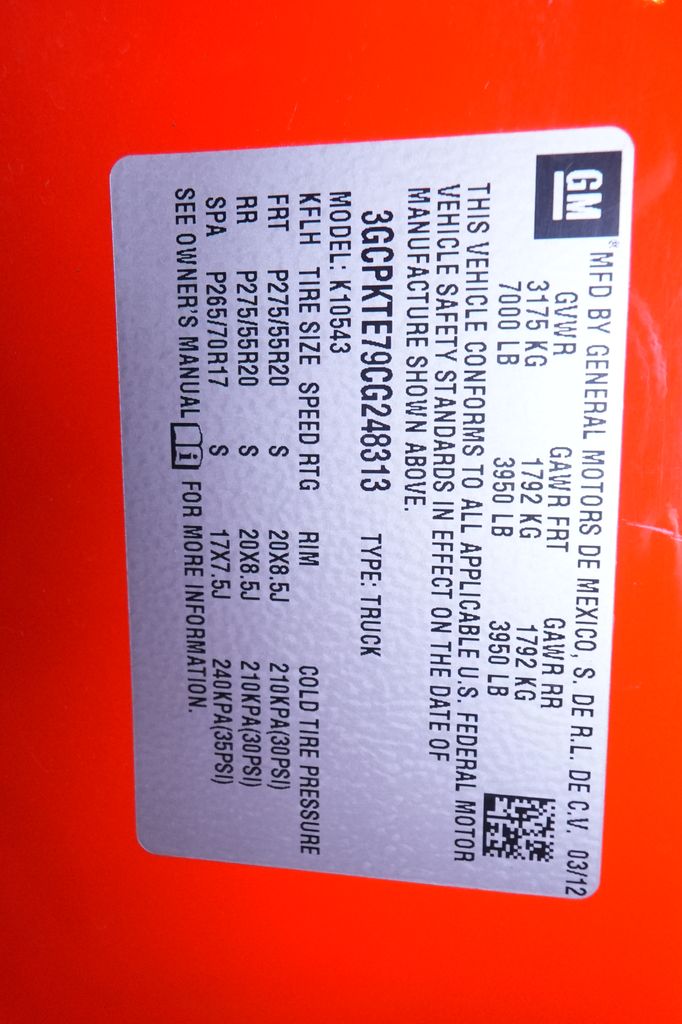 GM
MFD BY GENERAL MOTORS DE MEXICO, S. DE R.L. DE C.V. 03/12
GVWR GAWR FRT GAWR RR
3175 KG 1792 KG 1792 KG
7000 LB 3950 LB 3950 LB
THIS VEHICLE CONFORMS TO ALL APPLICABLE U.S. FEDERAL MOTOR
VEHICLE SAFETY STANDARDS IN EFFECT ON THE DATE OF
MANUFACTURE SHOWN ABOVE.
3GCPKTE79CG248313 TYPE: TRUCK
MODEL: K10543
KFLH TIRE SIZE SPEED RTG RIM COLD TIRE PRESSURE
FRT P275/55R20 S 20X8.5J 210KPA(30PSI)
RR P275/55R20 S 20X8.5J 210KPA(30PSI)
SPA P265/70R17 S 17X7.5J 240KPA(35PSI)
SEE OWNER'S MANUAL i FOR MORE INFORMATION.